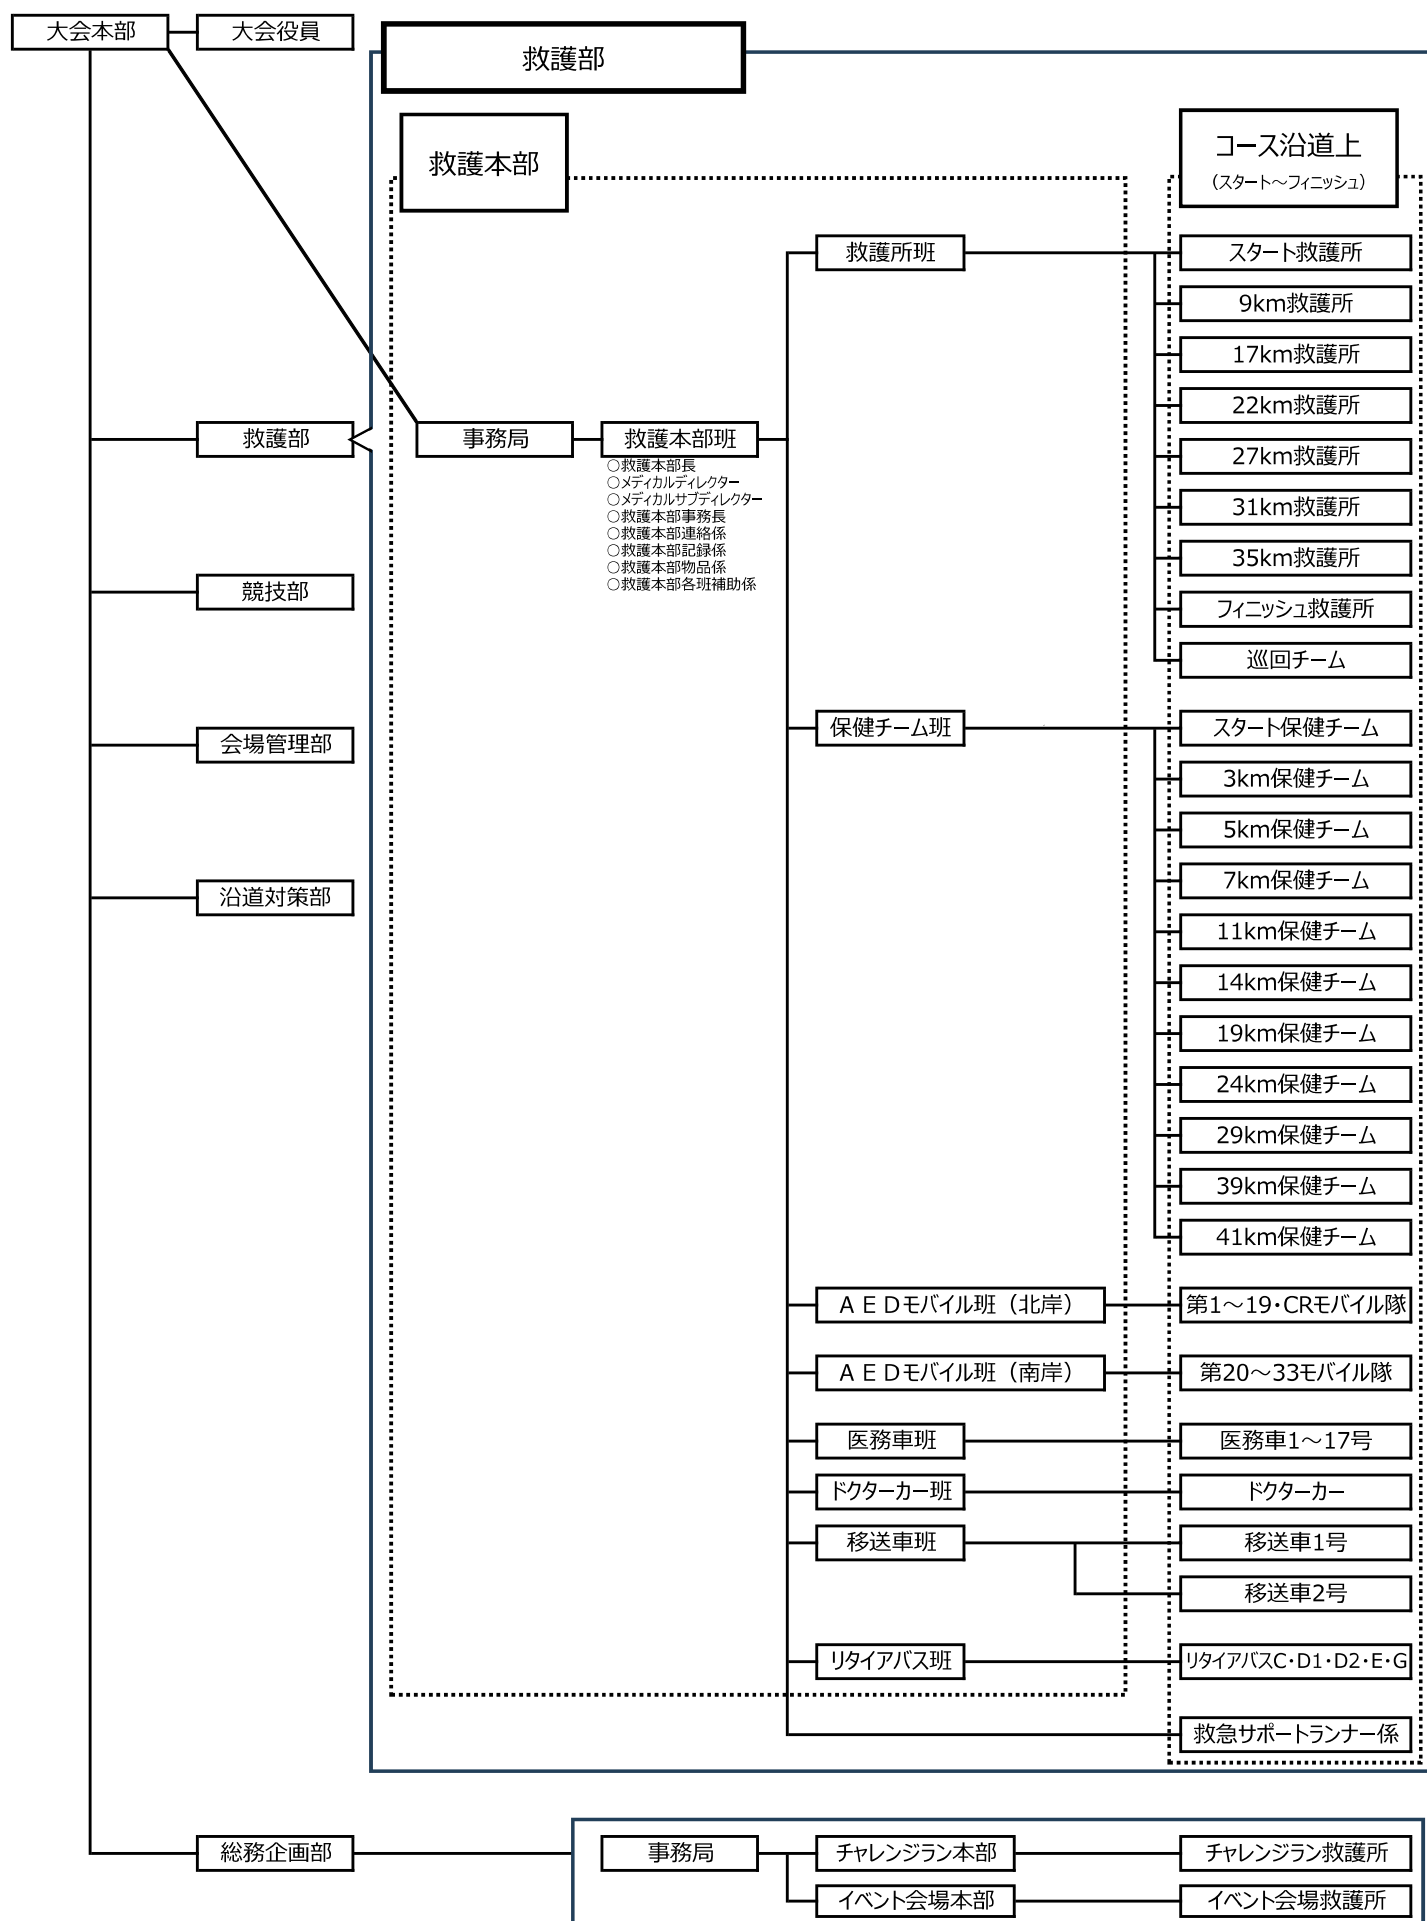 大会本部
大会役員
救護部
救護本部
コース沿道上
（スタート～フィニッシュ）
救護所班
スタート救護所
9km救護所
17km救護所
22km救護所
救護部
事務局
救護本部班
○救護本部長
○メディカルディレクター
○メディカルサブディレクター
○救護本部事務長
○救護本部連絡係
○救護本部記録係
○救護本部物品係
○救護本部各班補助係
27km救護所
31km救護所
35km救護所
競技部
フィニッシュ救護所
巡回チーム
会場管理部
保健チーム班
スタート保健チーム
3km保健チーム
5km保健チーム
7km保健チーム
沿道対策部
11km保健チーム
14km保健チーム
19km保健チーム
24km保健チーム
29km保健チーム
39km保健チーム
41km保健チーム
ＡＥＤモバイル班（北岸）
第1～19・CRモバイル隊
ＡＥＤモバイル班（南岸）
第20～33モバイル隊
医務車班
医務車1～17号
ドクターカー班
ドクターカー
移送車班
移送車1号
移送車2号
リタイアバス班
リタイアバスC・D1・D2・E・G
救急サポートランナー係
総務企画部
事務局
チャレンジラン本部
チャレンジラン救護所
イベント会場本部
イベント会場救護所